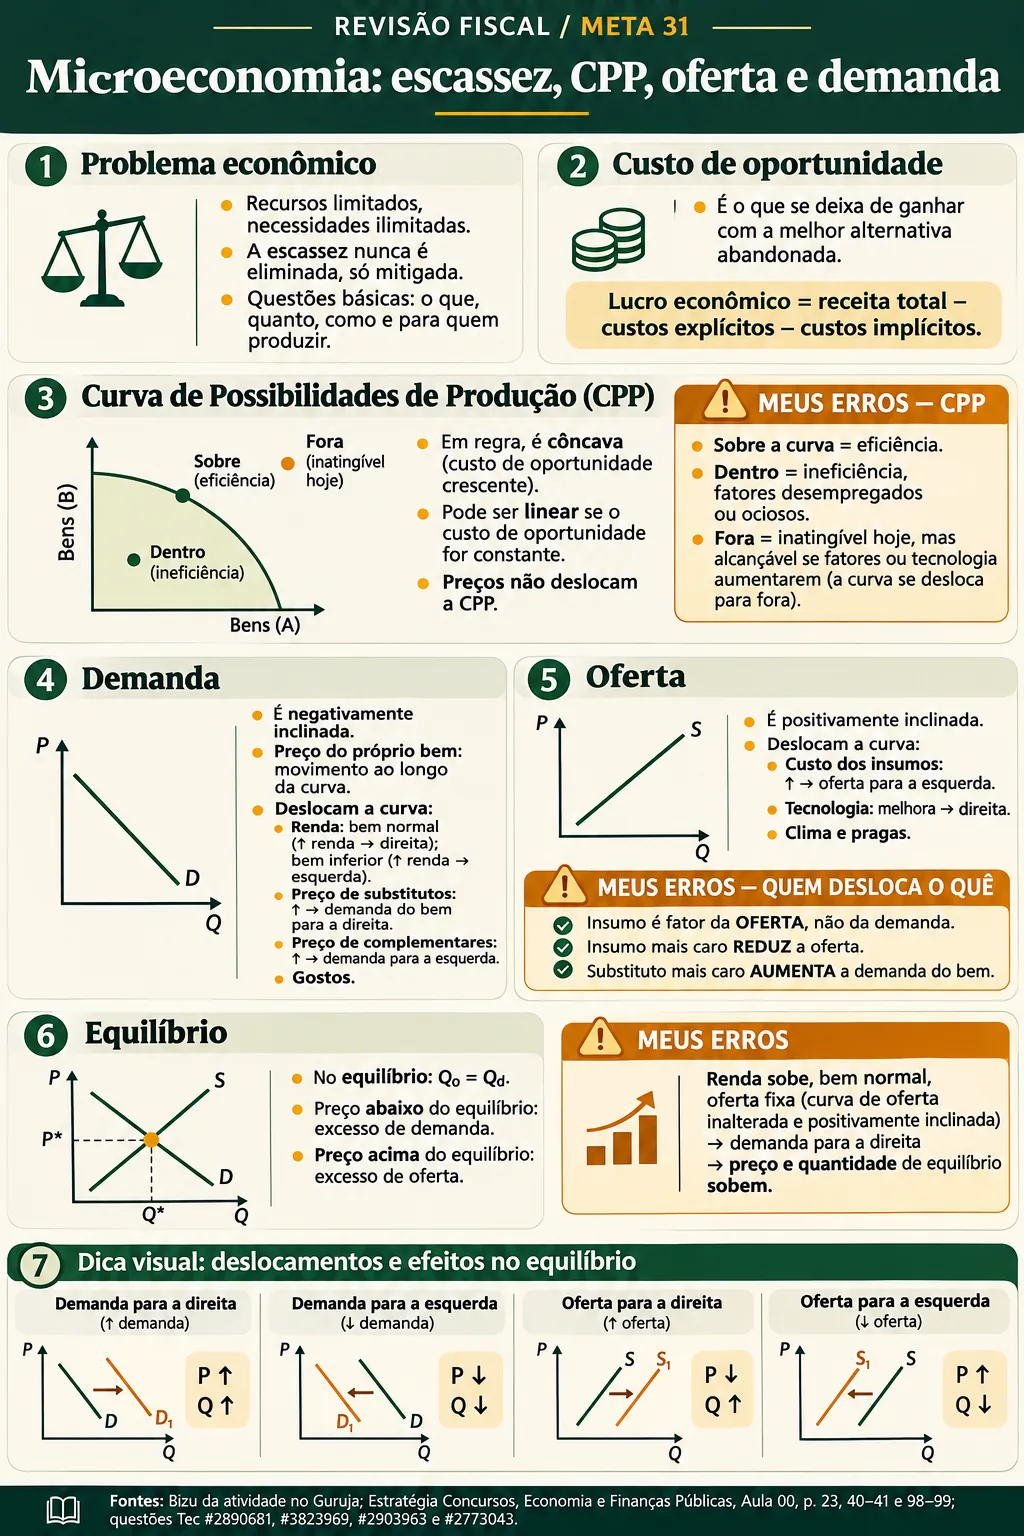 REVISÃO FISCAL / META 31
Microeconomia: escassez, CPP, oferta e demanda
1 Problema econômico
Recursos limitados,
necessidades ilimitadas.
A escassez nunca é
eliminada, só mitigada.
Questões básicas: o que,
quanto, como e para quem
produzir.
2 Custo de oportunidade
É o que se deixa de ganhar
com a melhor alternativa
abandonada.
Lucro econômico = receita total –
custos explícitos – custos implícitos.
3 Curva de Possibilidades de Produção (CPP)
Bens (B)
Sobre
(eficiência)
Fora
(inatingível
hoje)
Dentro
(ineficiência)
Bens (A)
Em regra, é côncava
(custo de oportunidade
crescente).
Pode ser linear se o
custo de oportunidade
for constante.
Preços não deslocam
a CPP.
MEUS ERROS — CPP
Sobre a curva = eficiência.
Dentro = ineficiência,
fatores desempregados
ou ociosos.
Fora = inatingível hoje, mas
alcançável se fatores ou tecnologia
aumentarem (a curva se desloca
para fora).
4 Demanda
P
D
Q
É negativamente
inclinada.
Preço do próprio bem:
movimento ao longo
da curva.
Deslocam a curva:
Renda: bem normal
(↑ renda → direita);
bem inferior (↑ renda →
esquerda).
Preço de substitutos:
↑ → demanda do bem
para a direita.
Preço de complementares:
↑ → demanda para a esquerda.
Gostos.
5 Oferta
P
S
Q
É positivamente inclinada.
Deslocam a curva:
Custo dos insumos:
↑ → oferta para a esquerda.
Tecnologia: melhora → direita.
Clima e pragas.
MEUS ERROS — QUEM DESLOCA O QUÊ
Insumo é fator da OFERTA, não da demanda.
Insumo mais caro REDUZ a oferta.
Substituto mais caro AUMENTA a demanda do bem.
6 Equilíbrio
P
S
P*
D
Q*
Q
No equilíbrio: Qo = Qd.
Preço abaixo do equilíbrio:
excesso de demanda.
Preço acima do equilíbrio:
excesso de oferta.
MEUS ERROS
Renda sobe, bem normal,
oferta fixa (curva de oferta
inalterada e positivamente inclinada)
→ demanda para a direita
→ preço e quantidade de equilíbrio
sobem.
7 Dica visual: deslocamentos e efeitos no equilíbrio
Demanda para a direita
(↑ demanda)
P
D
D₁
Q
P ↑
Q ↑
Demanda para a esquerda
(↓ demanda)
P
D₁
D
Q
P ↓
Q ↓
Oferta para a direita
(↑ oferta)
P
S
S₁
Q
P ↓
Q ↑
Oferta para a esquerda
(↓ oferta)
P
S₁
S
Q
P ↑
Q ↓
Fontes: Bizu da atividade no Guruja; Estratégia Concursos, Economia e Finanças Públicas, Aula 00, p. 23, 40–41 e 98–99;
questões Tec #2890681, #3823969, #2903963 e #2773043.